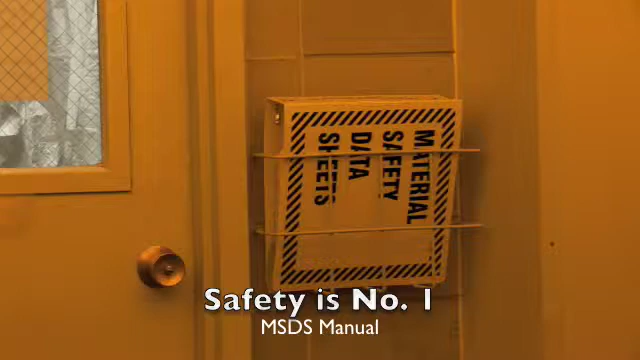 MATERIAL
SAFETY
DATA
SHEETS
Safety is No. 1
MSDS Manual